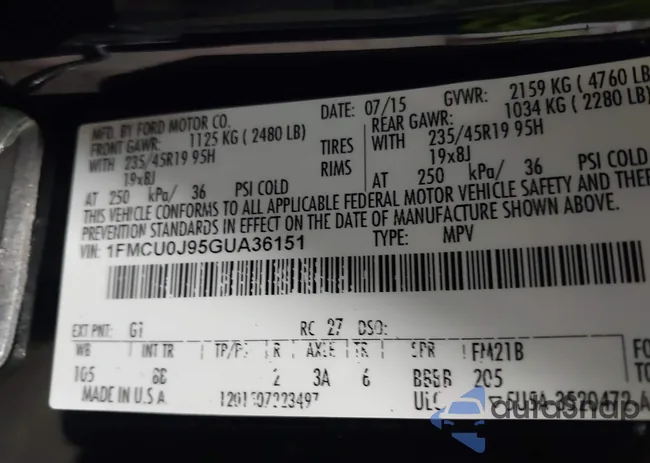 MFD. BY FORD MOTOR CO.
DATE: 07/15 GVWR: 2159 KG ( 4760 LB
FRONT GAWR: 1125 KG ( 2480 LB)
REAR GAWR: 1034 KG ( 2280 LB)
WITH 235/45R19 95H TIRES WITH 235/45R19 95H
19x8J RIMS 19x8J
AT 250 kPa/ 36 PSI COLD AT 250 kPa/ 36 PSI COLD
THIS VEHICLE CONFORMS TO ALL APPLICABLE FEDERAL MOTOR VEHICLE SAFETY AND THEF
PREVENTION STANDARDS IN EFFECT ON THE DATE OF MANUFACTURE SHOWN ABOVE.
VIN: 1FMCU0J95GUA36151 TYPE: MPV
EXT PNT: G1 RC: 27 DSO:
WB INT TR TP/PS R AXLE TR SPR FM21B
105 2 3A 6 BBBB 205
MADE IN U.S.A.
autosnap